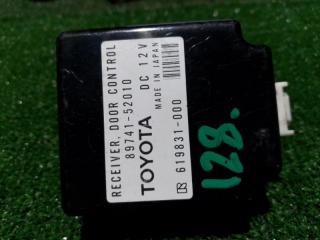 RECEIVER, DOOR CONTROL
89741-52010
TOYOTA DC 12V
MADE IN JAPAN
619831-000
128.